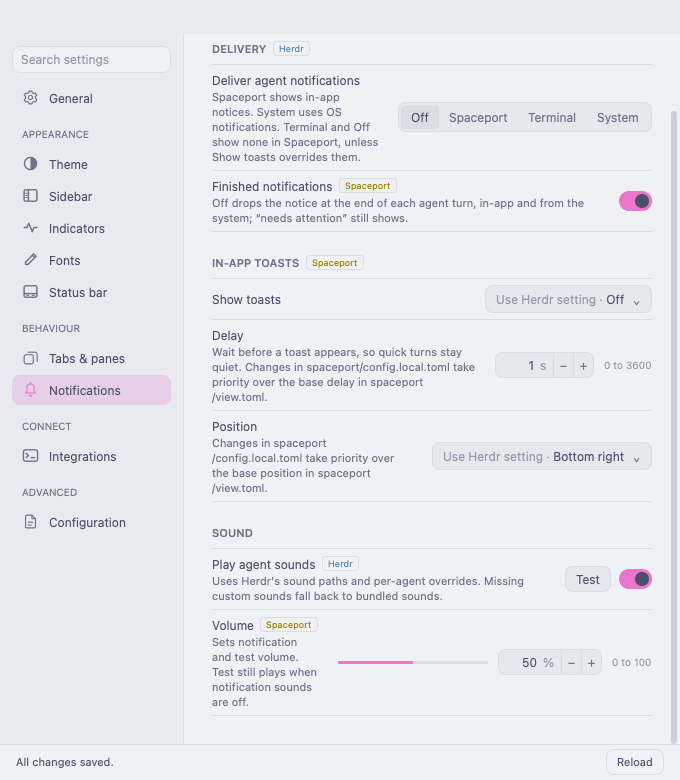 Search settings
General
APPEARANCE
Theme
Sidebar
Indicators
Fonts
Status bar
BEHAVIOUR
Tabs & panes
Notifications
CONNECT
Integrations
ADVANCED
Configuration
DELIVERY Herdr
Deliver agent notifications
Spaceport shows in-app
notices. System uses OS
notifications. Terminal and Off
show none in Spaceport, unless
Show toasts overrides them.
Off Spaceport Terminal System
Finished notifications Spaceport
Off drops the notice at the end of each agent turn, in-app and from the
system; “needs attention” still shows.
IN-APP TOASTS Spaceport
Show toasts
Use Herdr setting · Off
Delay
Wait before a toast appears, so quick turns stay
quiet. Changes in spaceport/config.local.toml take
priority over the base delay in spaceport
/view.toml.
1 s − + 0 to 3600
Position
Changes in spaceport
/config.local.toml take priority over
the base position in spaceport
/view.toml.
Use Herdr setting · Bottom right
SOUND
Play agent sounds Herdr
Uses Herdr's sound paths and per-agent overrides. Missing
custom sounds fall back to bundled sounds.
Test
Volume Spaceport
Sets notification
and test volume.
Test still plays when
notification sounds
are off.
50 % − + 0 to 100
All changes saved.
Reload